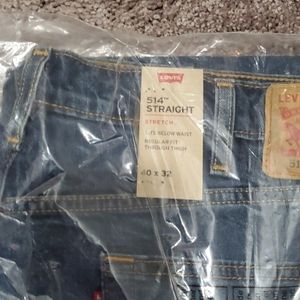 LEVI'S
514™
STRAIGHT
STRETCH
SITS BELOW WAIST
REGULAR FIT
THROUGH THIGH
40 x 32
LEV